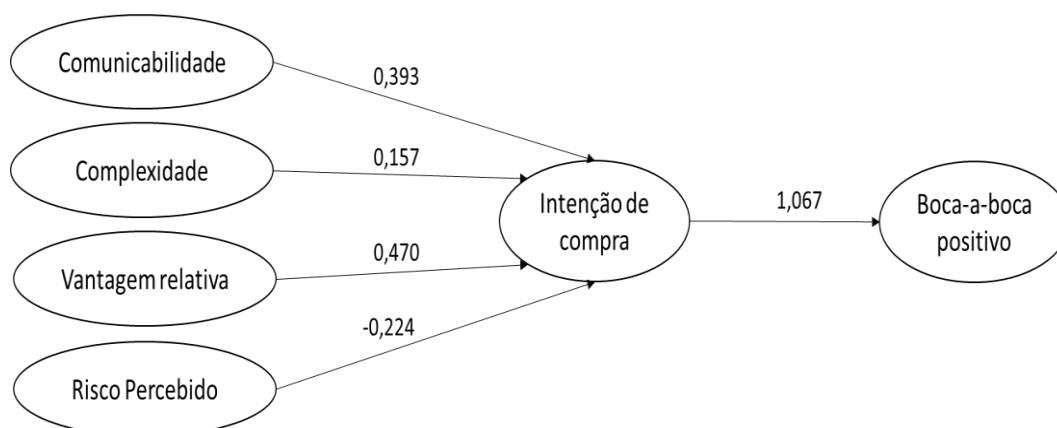 Comunicabilidade
0,393
Complexidade
0,157
Intenção de
compra
1,067
Boca-a-boca
positivo
Vantagem relativa
0,470
-0,224
Risco Percebido